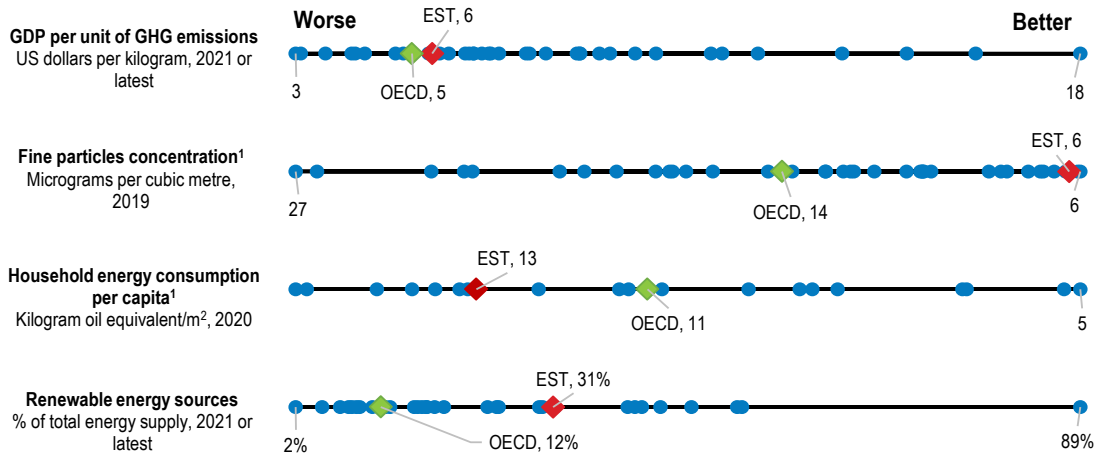 Worse
Better
GDP per unit of GHG emissions
US dollars per kilogram, 2021 or
latest
EST, 6
OECD, 5
3
18
Fine particles concentration¹
Micrograms per cubic metre,
2019
EST, 6
OECD, 14
27
6
Household energy consumption
per capita¹
Kilogram oil equivalent/m², 2020
EST, 13
OECD, 11
5
Renewable energy sources
% of total energy supply, 2021 or
latest
EST, 31%
OECD, 12%
2%
89%